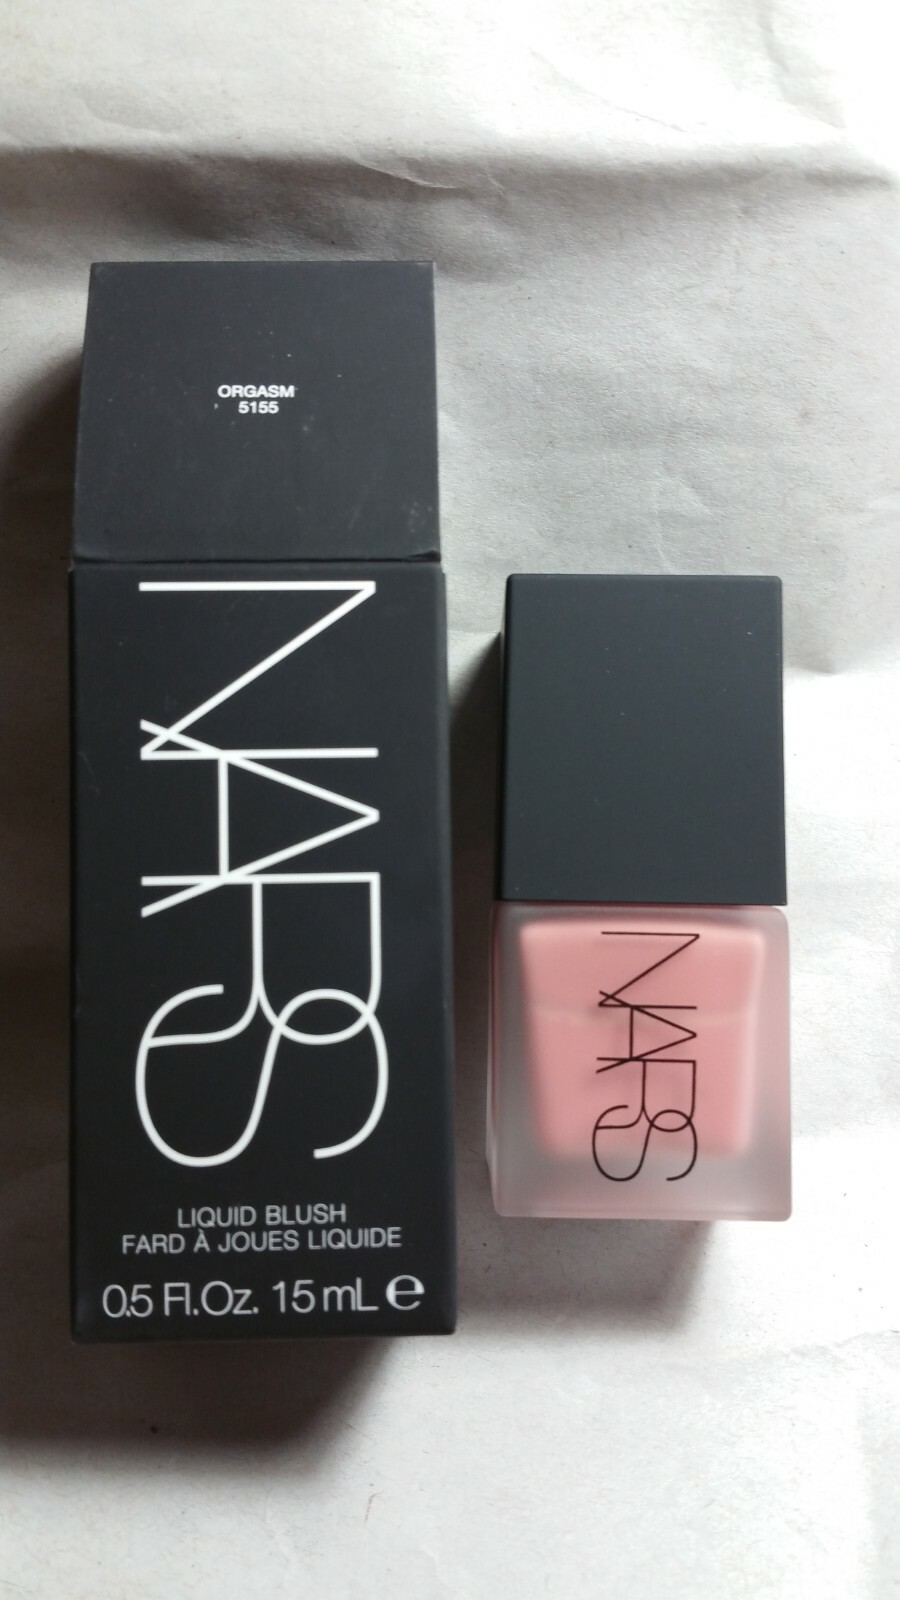 ORGASM
5155
NARS
LIQUID BLUSH
FARD À JOUES LIQUIDE
0.5 Fl.Oz. 15 mL e
NARS